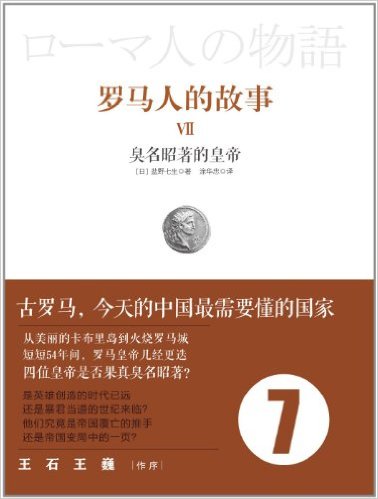 ローマ人の物語
罗马人的故事
VII
臭名昭著的皇帝
[日] 盐野七生◎著 涂华忠◎译
古罗马，今天的中国最需要懂的国家
从美丽的卡布里岛到火烧罗马城
短短54年间，罗马皇帝几经更迭
四位皇帝是否果真臭名昭著？
是英雄创造的时代已远
还是暴君当道的世纪来临？
他们究竟是帝国覆亡的推手
还是帝国变局中的一页？
7
王石 王巍 |作序|